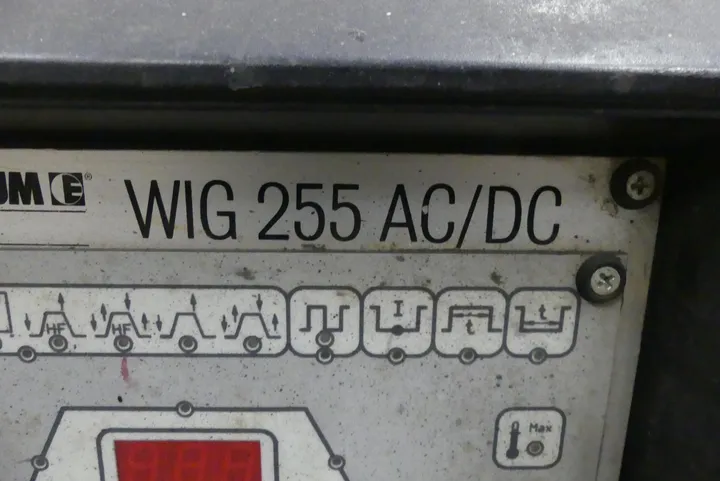 UM E® WIG 255 AC/DC
HF HF I t t
Max